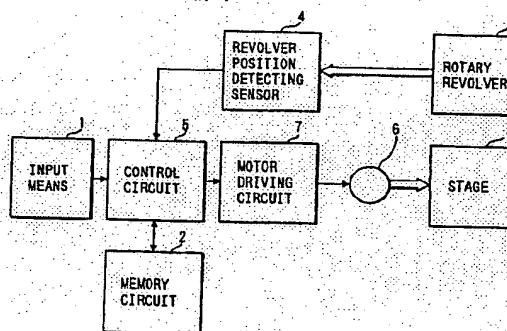 4
REVOLVER
POSITION
DETECTING
SENSOR
ROTARY
REVOLVER
1
INPUT
MEANS
5
CONTROL
CIRCUIT
7
MOTOR
DRIVING
CIRCUIT
6
STAGE
2
MEMORY
CIRCUIT